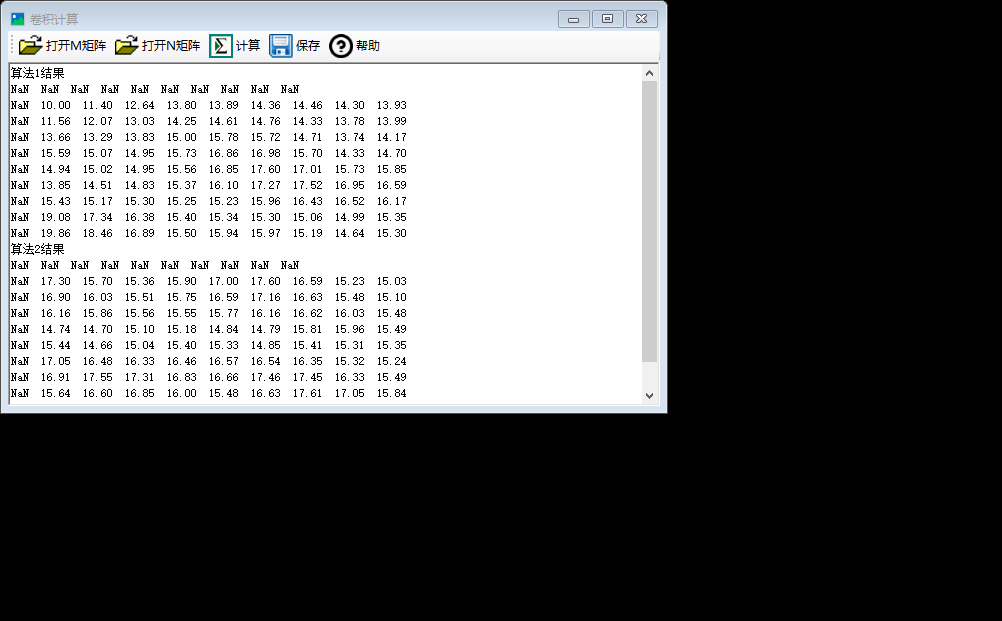 卷积计算
打开M矩阵 打开N矩阵 计算 保存 帮助
算法1结果
NaN NaN NaN NaN NaN NaN NaN NaN NaN NaN
NaN 10.00 11.40 12.64 13.80 13.89 14.36 14.46 14.30 13.93
NaN 11.56 12.07 13.03 14.25 14.61 14.76 14.33 13.78 13.99
NaN 13.66 13.29 13.83 15.00 15.78 15.72 14.71 13.74 14.17
NaN 15.59 15.07 14.95 15.73 16.86 16.98 15.70 14.33 14.70
NaN 14.94 15.02 14.95 15.56 16.85 17.60 17.01 15.73 15.85
NaN 13.85 14.51 14.83 15.37 16.10 17.27 17.52 16.95 16.59
NaN 15.43 15.17 15.30 15.25 15.23 15.96 16.43 16.52 16.17
NaN 19.08 17.34 16.38 15.40 15.34 15.30 15.06 14.99 15.35
NaN 19.86 18.46 16.89 15.50 15.94 15.97 15.19 14.64 15.30
算法2结果
NaN NaN NaN NaN NaN NaN NaN NaN NaN NaN
NaN 17.30 15.70 15.36 15.90 17.00 17.60 16.59 15.23 15.03
NaN 16.90 16.03 15.51 15.75 16.59 17.16 16.63 15.48 15.10
NaN 16.16 15.86 15.56 15.55 15.77 16.16 16.62 16.03 15.48
NaN 14.74 14.70 15.10 15.18 14.84 14.79 15.81 15.96 15.49
NaN 15.44 14.66 15.04 15.40 15.33 14.85 15.41 15.31 15.35
NaN 17.05 16.48 16.33 16.46 16.57 16.54 16.35 15.32 15.24
NaN 16.91 17.55 17.31 16.83 16.66 17.46 17.45 16.33 15.49
NaN 15.64 16.60 16.85 16.00 15.48 16.63 17.61 17.05 15.84